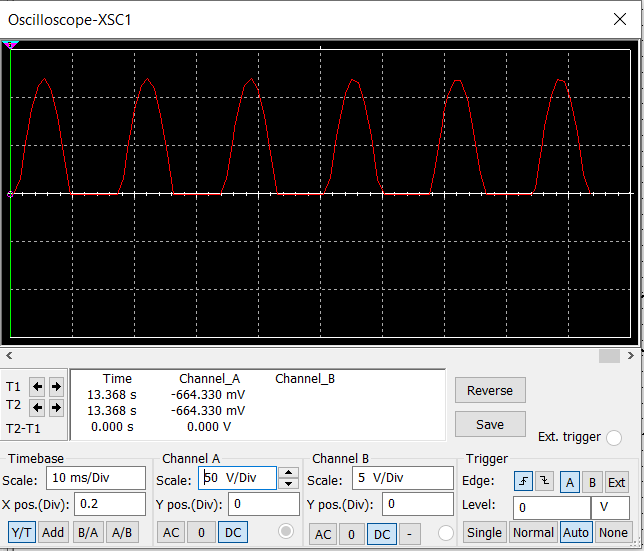 Oscilloscope-XSC1
Time Channel_A Channel_B
T1 13.368 s -664.330 mV
T2 13.368 s -664.330 mV
T2-T1 0.000 s 0.000 V
Reverse
Save
Ext. trigger
Timebase
Scale: 10 ms/Div
X pos.(Div): 0.2
Y/T Add B/A A/B
Channel A
Scale: 50 V/Div
Y pos.(Div): 0
AC 0 DC
Channel B
Scale: 5 V/Div
Y pos.(Div): 0
AC 0 DC -
Trigger
Edge: A B Ext
Level: 0 V
Single Normal Auto None